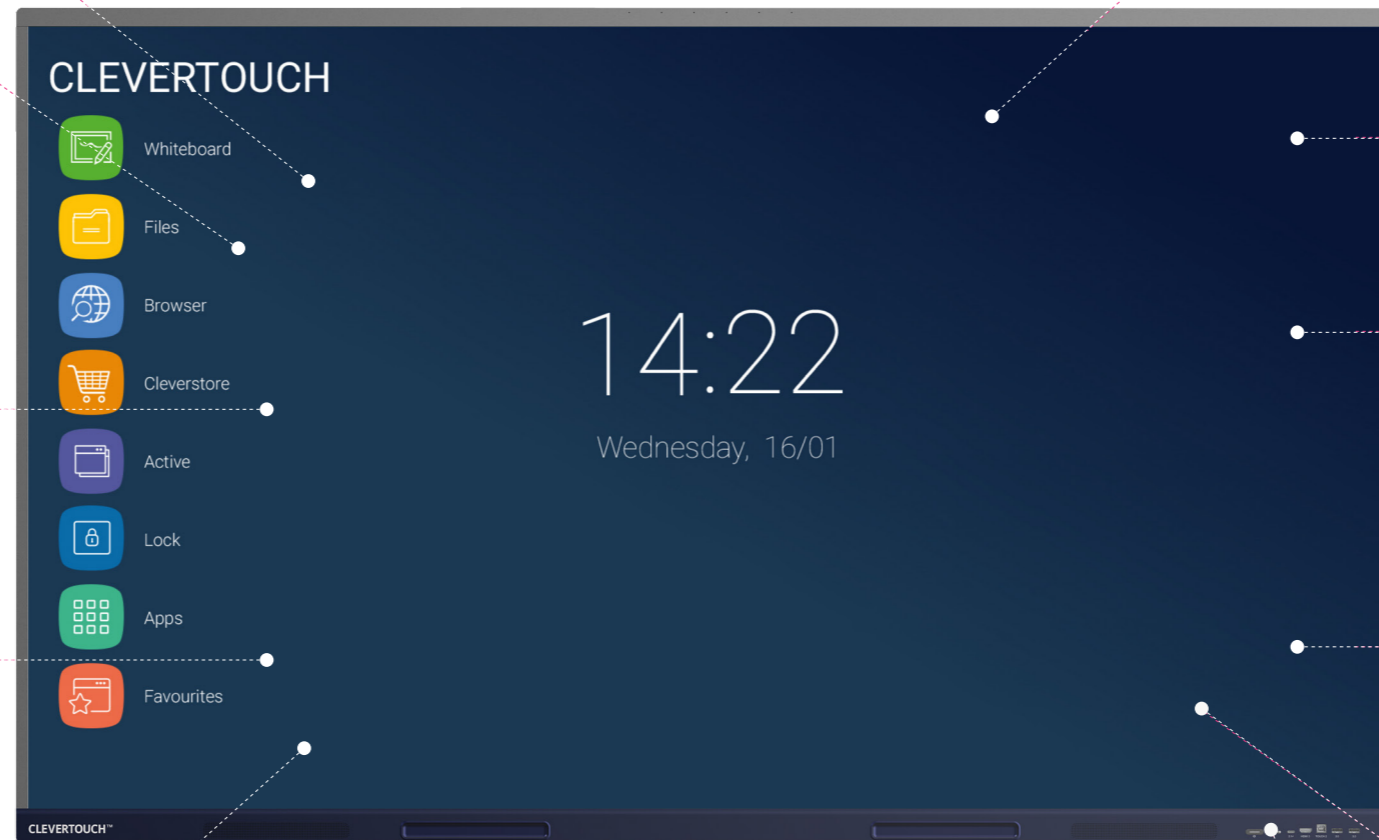 CLEVERTOUCH
Whiteboard
Files
Browser
Cleverstore
Active
Lock
Apps
Favourites
14:22
Wednesday, 16/01
CLEVERTOUCH™